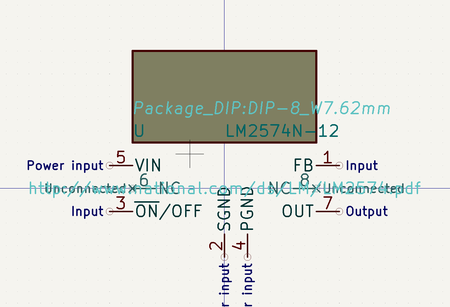 Package_DIP:DIP-8_W7.62mm
U LM2574N-12
Power input 5 VIN FB 1 Input
Unconnected 6 NC NC 8 Unconnected
http://www.national.com/ds/LM/LM2574.pdf
Input 3 ON/OFF OUT 7 Output
SGND PGND
2 4
r input r input